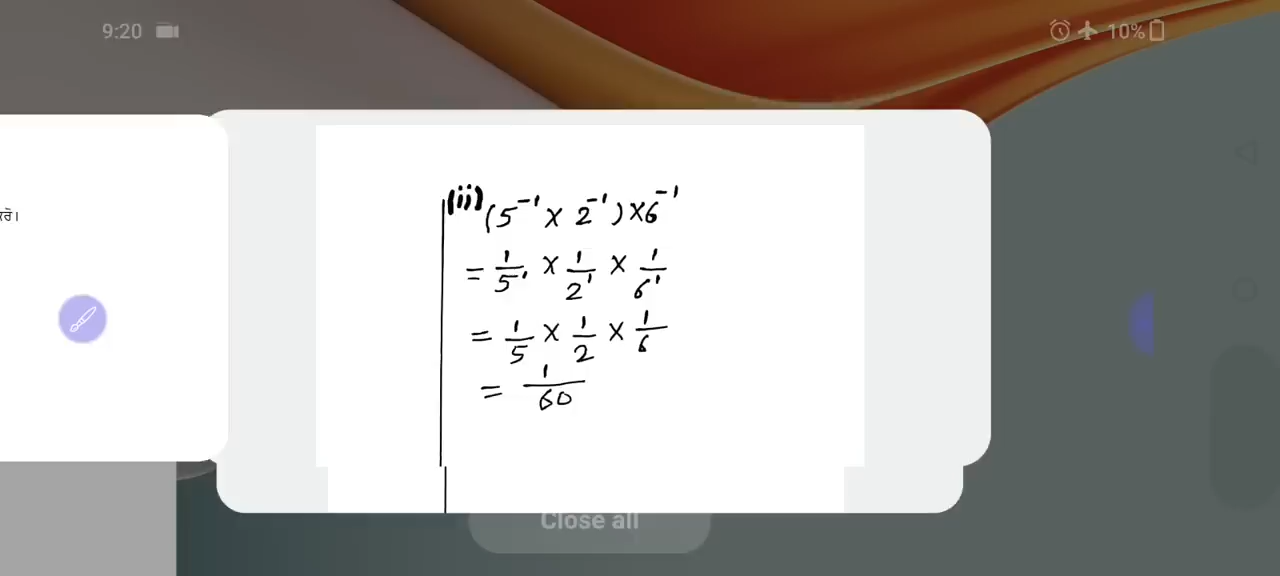 9:20
10%
ਕਰੋ।
(ii) (5⁻¹ × 2⁻¹) × 6⁻¹
= 1/5¹ × 1/2¹ × 1/6¹
= 1/5 × 1/2 × 1/6
= 1/60
Close all